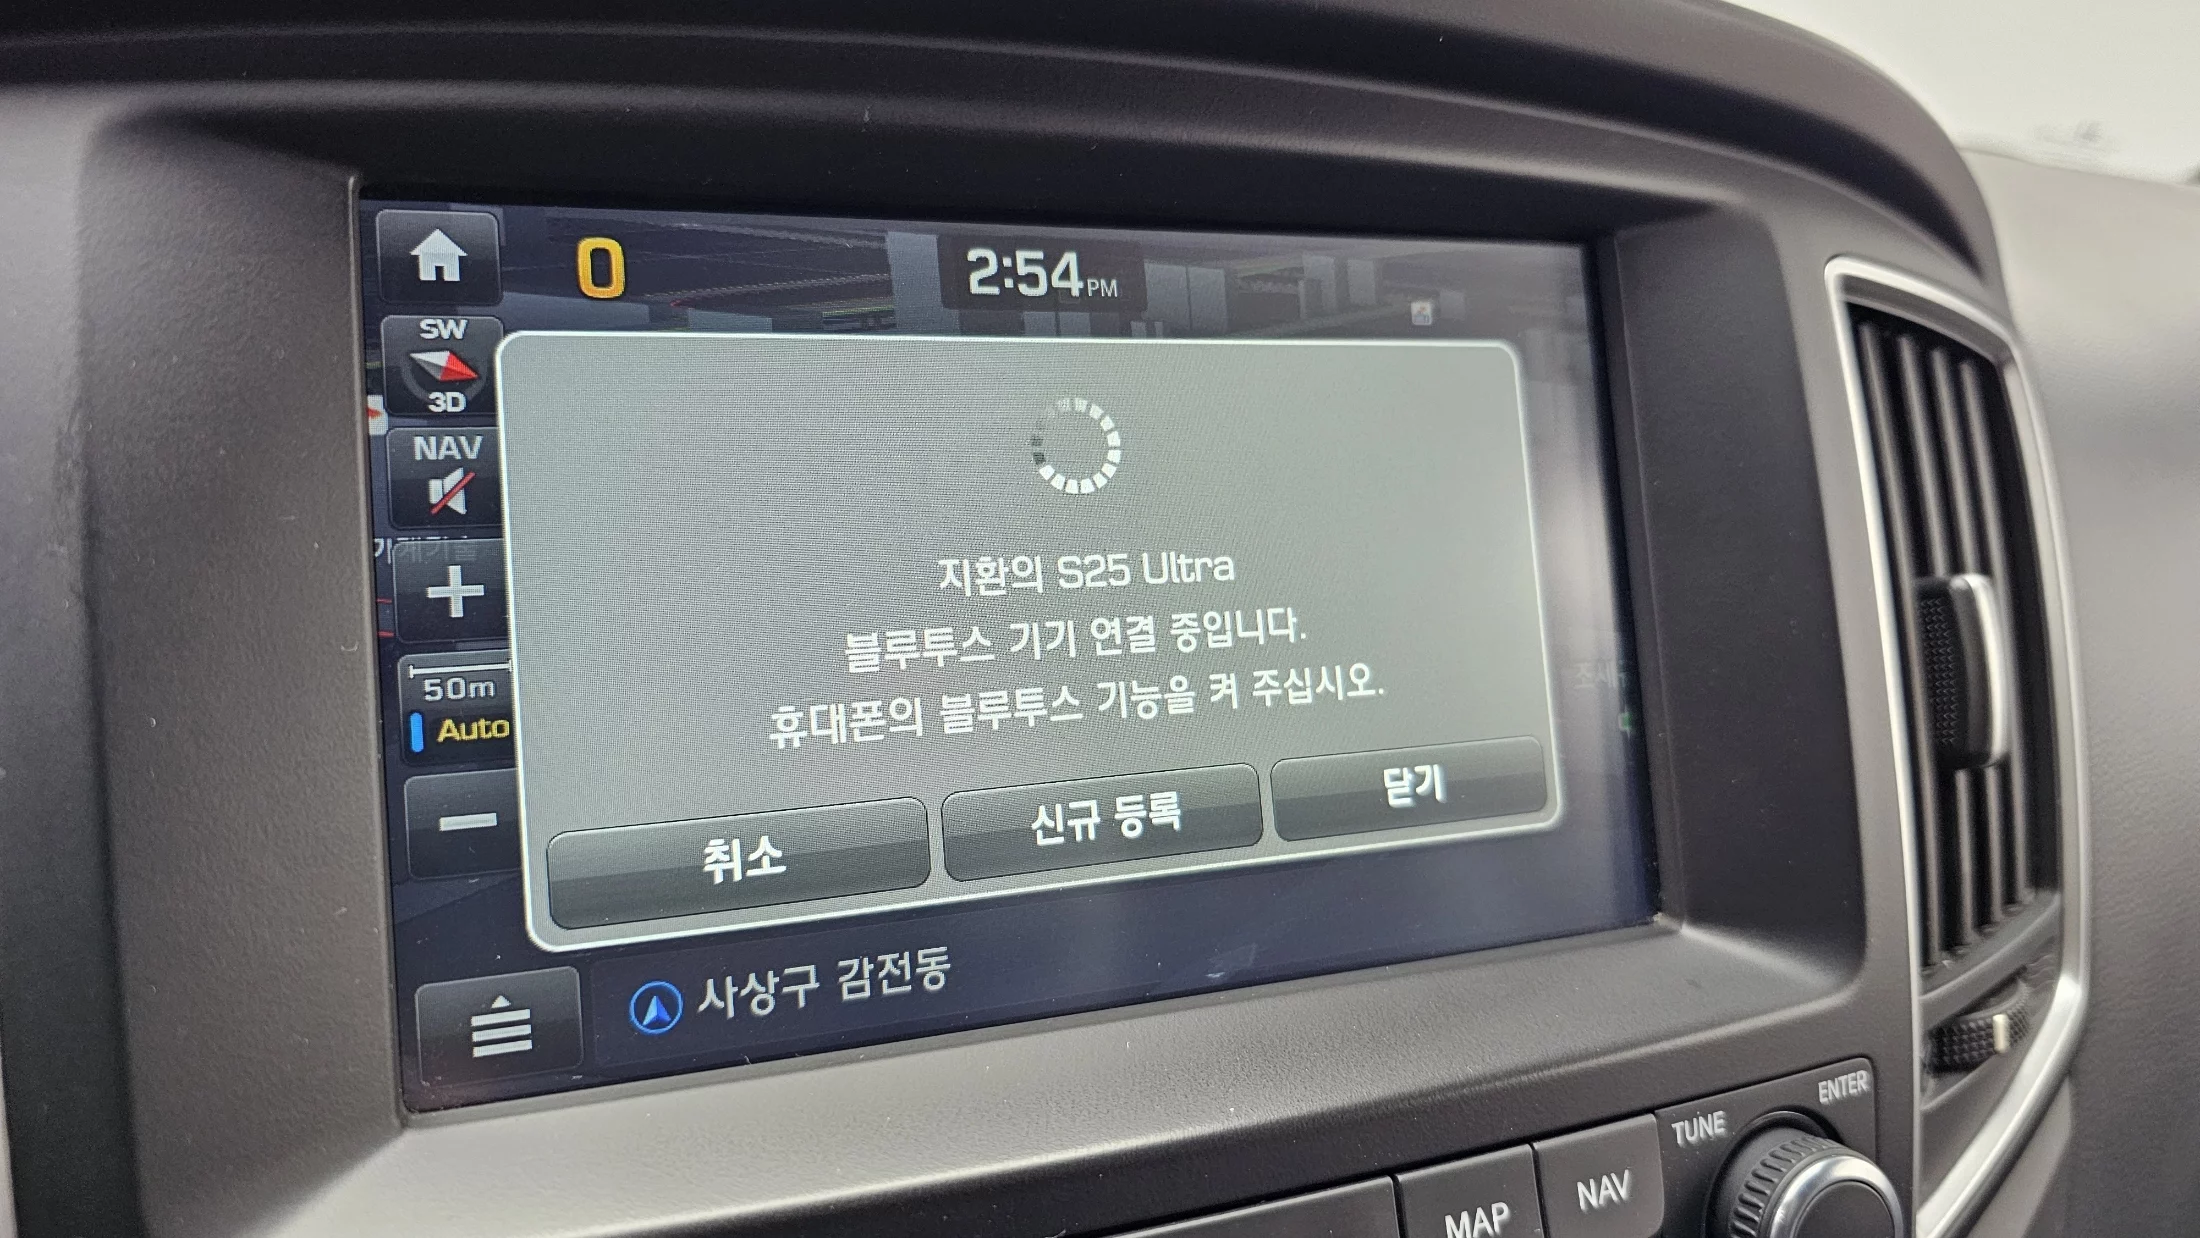 0
2:54PM
SW
3D
NAV
지환의 S25 Ultra
블루투스 기기 연결 중입니다.
휴대폰의 블루투스 기능을 켜 주십시오.
50m
Auto
취소
신규 등록
닫기
사상구 감전동
MAP
NAV
TUNE
ENTER